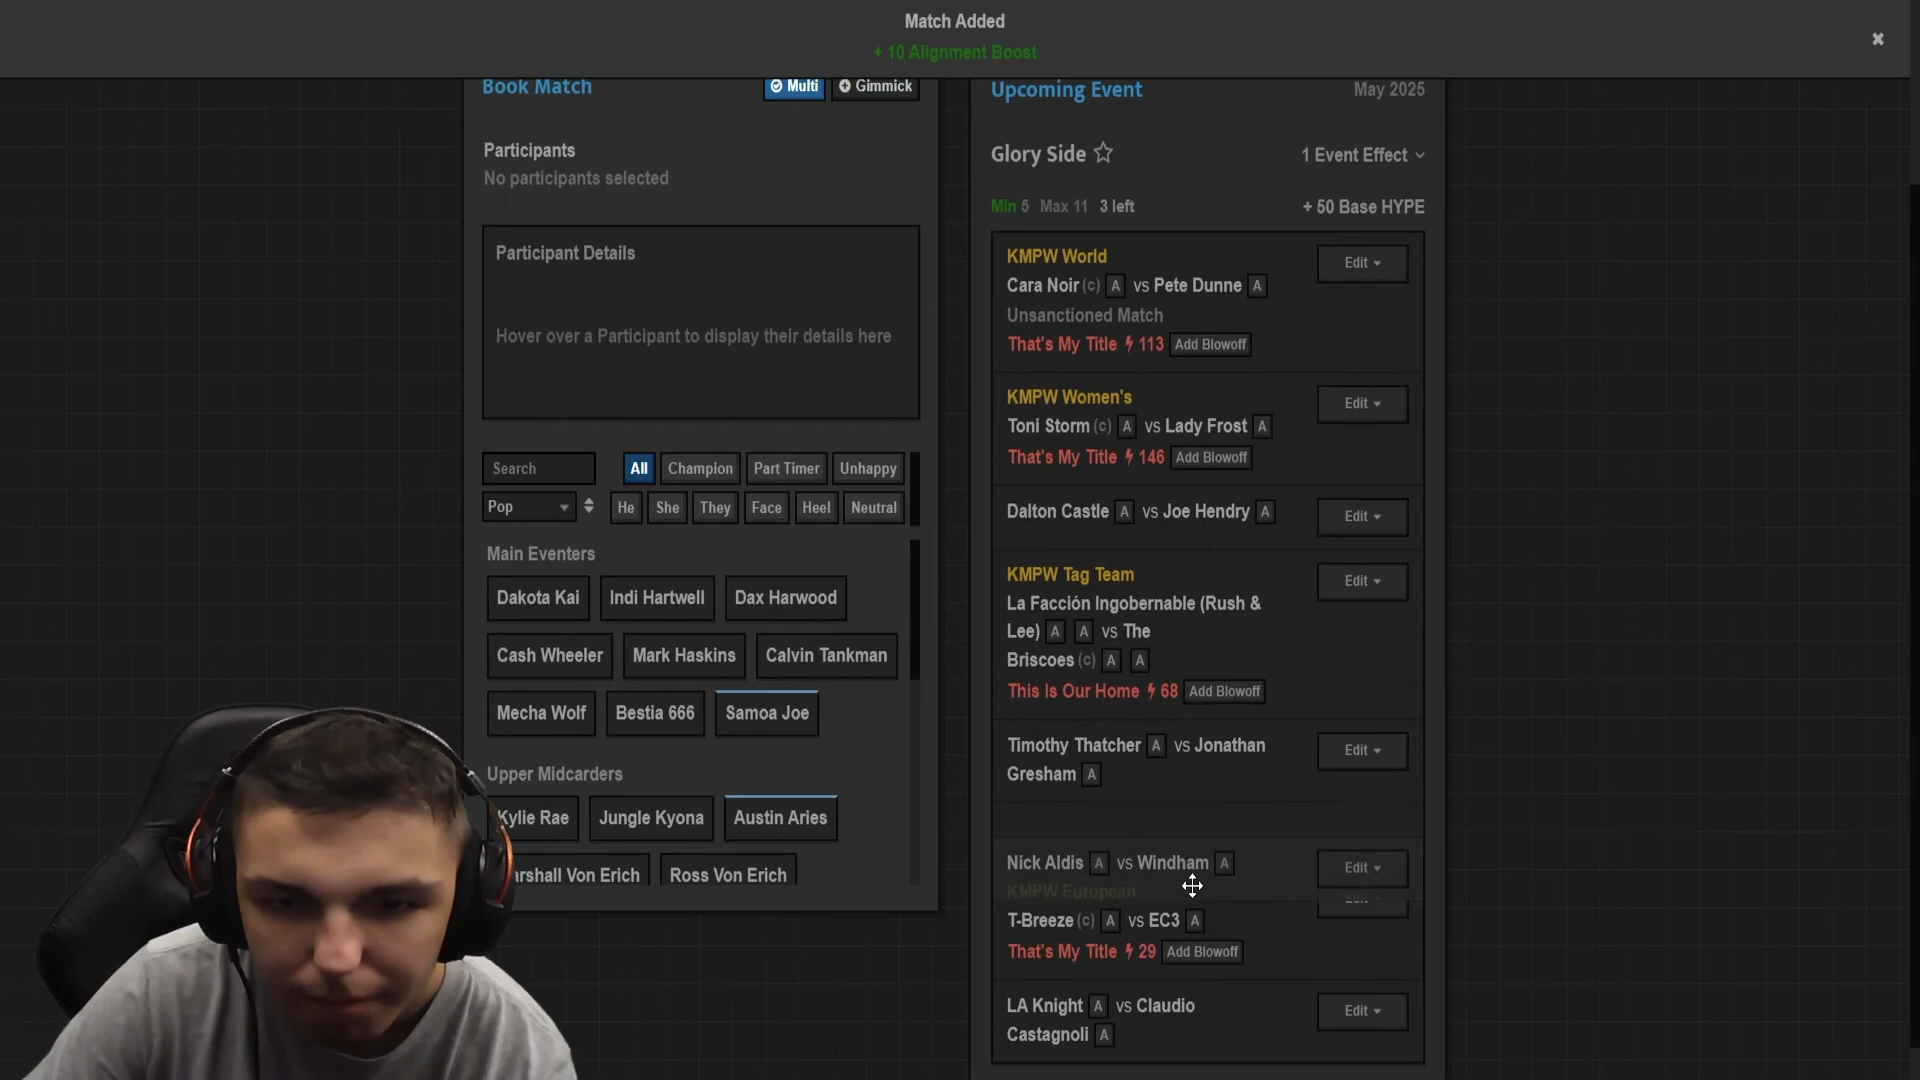 Match Added
+ 10 Alignment Boost
Book Match
Multi
Gimmick
Participants
No participants selected
Participant Details
Hover over a Participant to display their details here
Search
All
Champion
Part Timer
Unhappy
Pop
He
She
They
Face
Heel
Neutral
Main Eventers
Dakota Kai
Indi Hartwell
Dax Harwood
Cash Wheeler
Mark Haskins
Calvin Tankman
Mecha Wolf
Bestia 666
Samoa Joe
Upper Midcarders
Kylie Rae
Jungle Kyona
Austin Aries
arshall Von Erich
Ross Von Erich
Upcoming Event
May 2025
Glory Side
1 Event Effect
Min 5 Max 11 3 left
+ 50 Base HYPE
KMPW World
Edit
Cara Noir (c) A vs Pete Dunne A
Unsanctioned Match
That's My Title 113 Add Blowoff
KMPW Women's
Edit
Toni Storm (c) A vs Lady Frost A
That's My Title 146 Add Blowoff
Dalton Castle A vs Joe Hendry A
Edit
KMPW Tag Team
Edit
La Facción Ingobernable (Rush &
Lee) A A vs The
Briscoes (c) A A
This Is Our Home 68 Add Blowoff
Timothy Thatcher A vs Jonathan
Edit
Gresham A
Nick Aldis A vs Windham A
Edit
KMPW European
Edit
T-Breeze (c) A vs EC3 A
That's My Title 29 Add Blowoff
LA Knight A vs Claudio
Edit
Castagnoli A